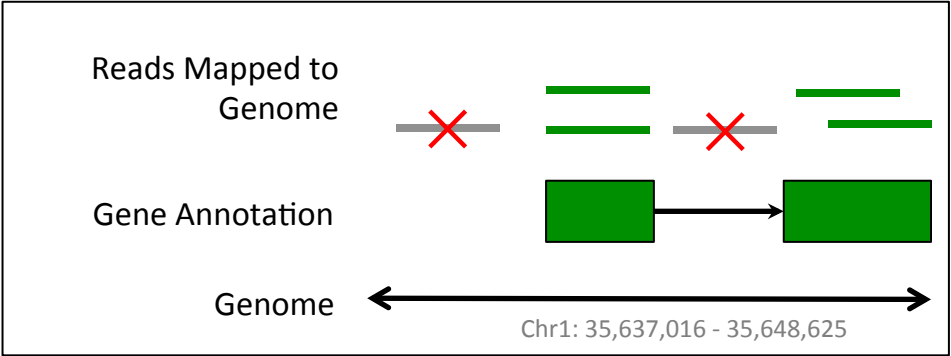 Reads Mapped to
Genome
Gene Annotation
Genome
Chr1: 35,637,016 - 35,648,625